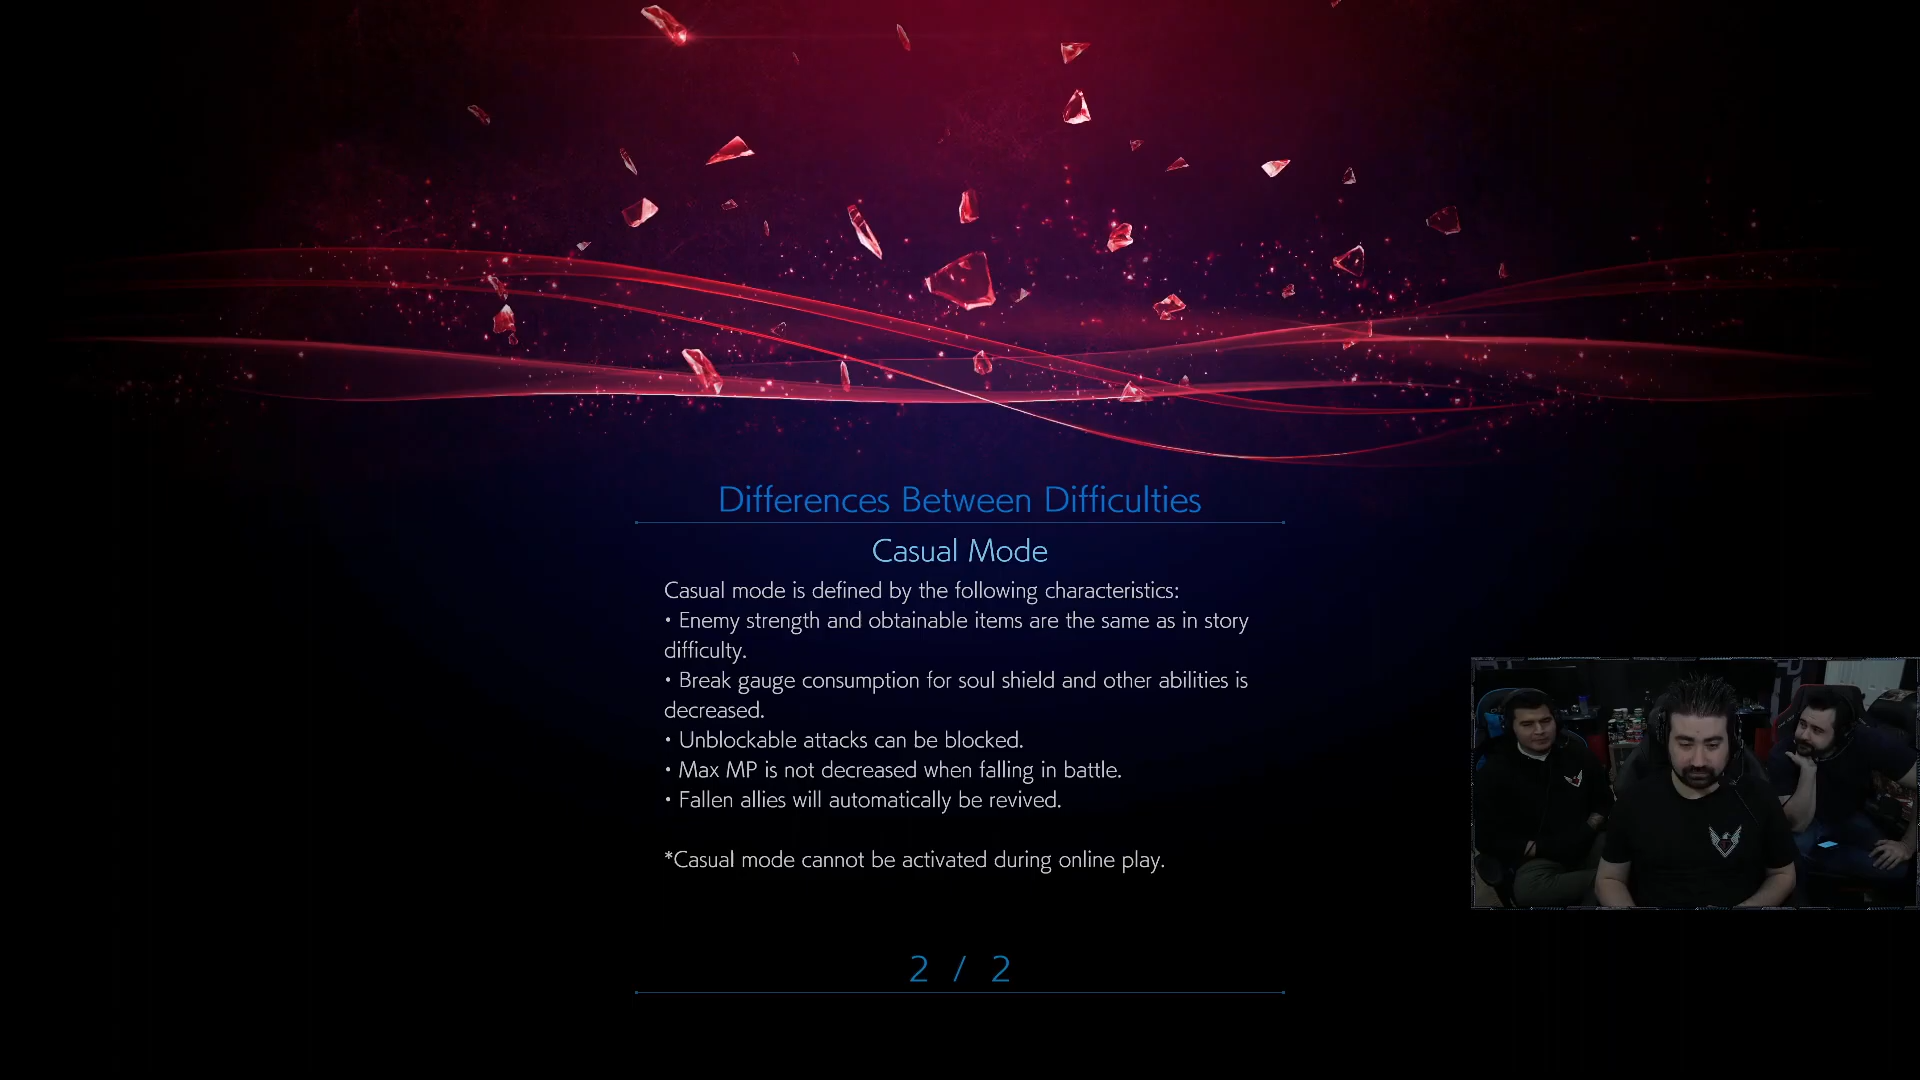 Differences Between Difficulties
Casual Mode
Casual mode is defined by the following characteristics:
• Enemy strength and obtainable items are the same as in story
difficulty.
• Break gauge consumption for soul shield and other abilities is
decreased.
• Unblockable attacks can be blocked.
• Max MP is not decreased when falling in battle.
• Fallen allies will automatically be revived.
*Casual mode cannot be activated during online play.
2 / 2